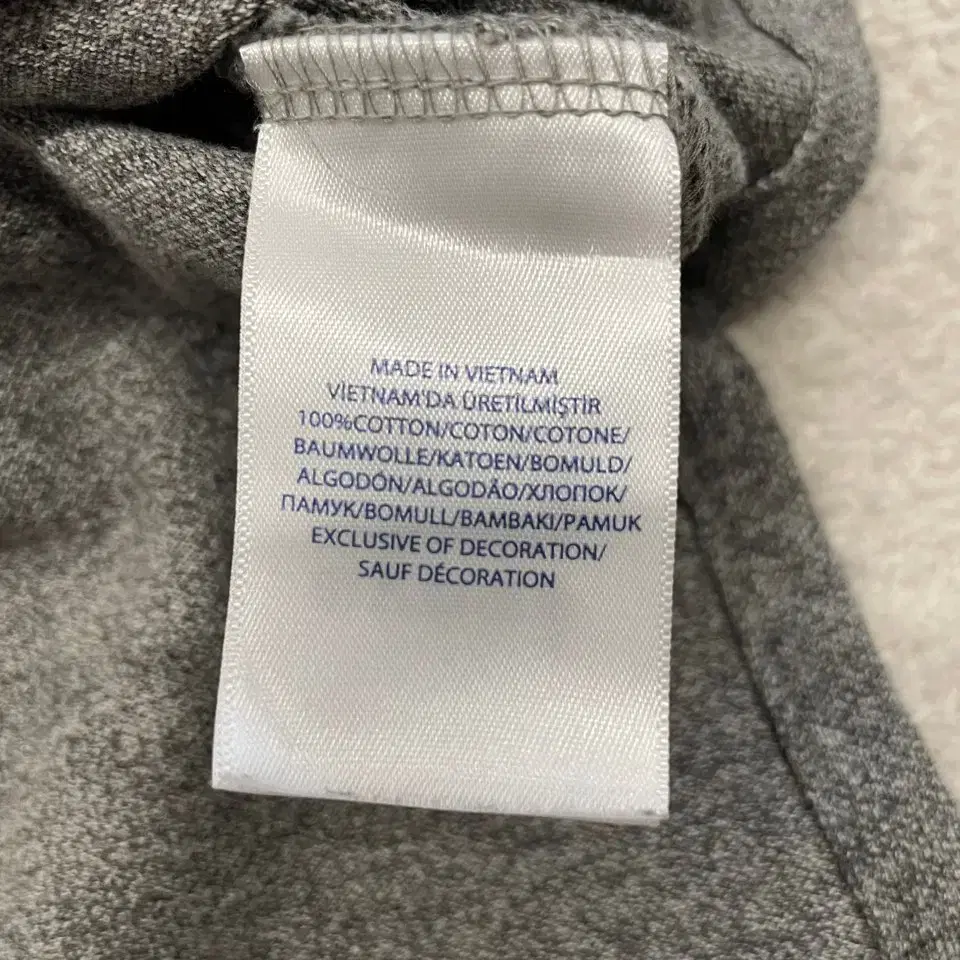 MADE IN VIETNAM
VİETNAM'DA ÜRETİLMİŞTİR
100%COTTON/COTON/COTONE/
BAUMWOLLE/KATOEN/BOMULD/
ALGODÓN/ALGODÂO/ХЛОПОК/
ПАМУК/BOMULL/BAMBAKI/PAMUK
EXCLUSIVE OF DECORATION/
SAUF DÉCORATION